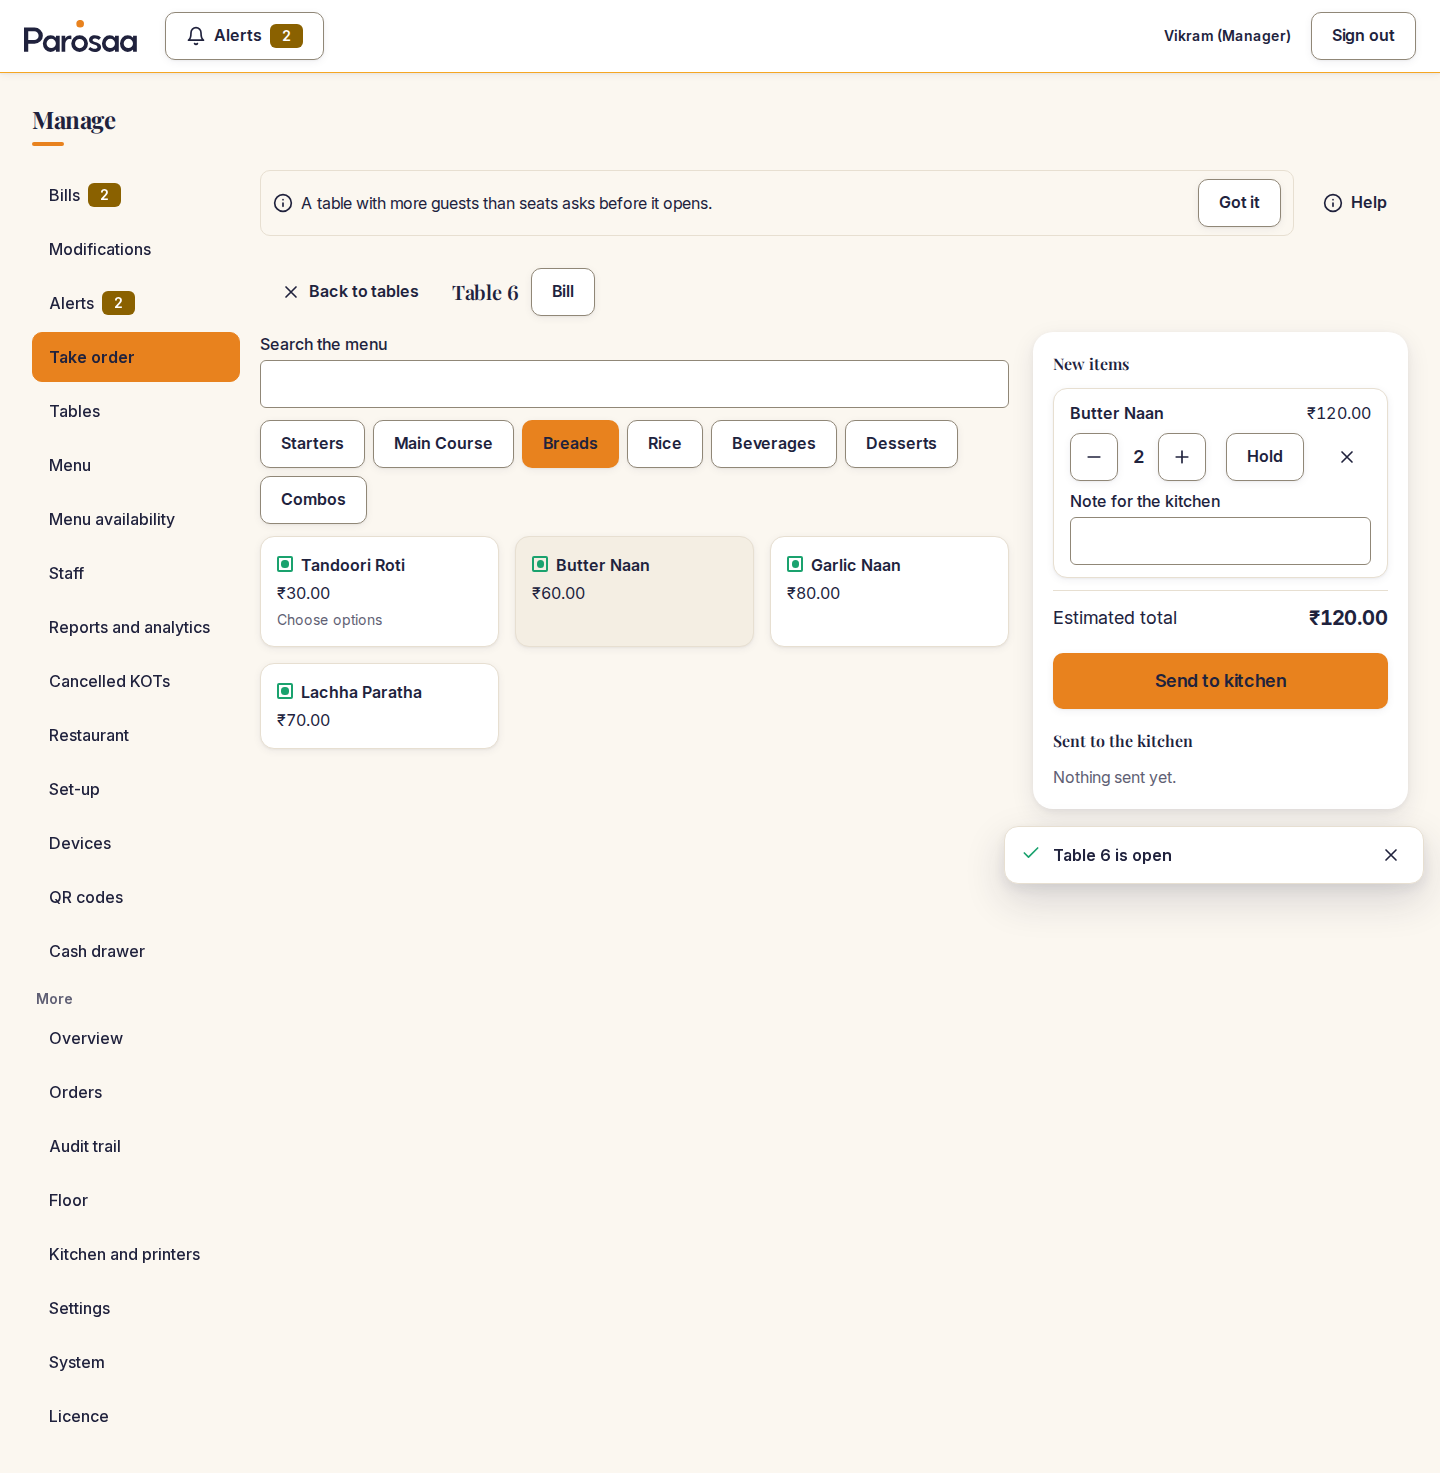 Parosaa
Alerts 2
Vikram (Manager)
Sign out
Manage
Bills 2
Modifications
Alerts 2
Take order
Tables
Menu
Menu availability
Staff
Reports and analytics
Cancelled KOTs
Restaurant
Set-up
Devices
QR codes
Cash drawer
More
Overview
Orders
Audit trail
Floor
Kitchen and printers
Settings
System
Licence
A table with more guests than seats asks before it opens.
Got it
Help
Back to tables
Table 6
Bill
Search the menu
Starters
Main Course
Breads
Rice
Beverages
Desserts
Combos
Tandoori Roti
₹30.00
Choose options
Butter Naan
₹60.00
Garlic Naan
₹80.00
Lachha Paratha
₹70.00
New items
Butter Naan ₹120.00
2
Hold
Note for the kitchen
Estimated total ₹120.00
Send to kitchen
Sent to the kitchen
Nothing sent yet.
Table 6 is open